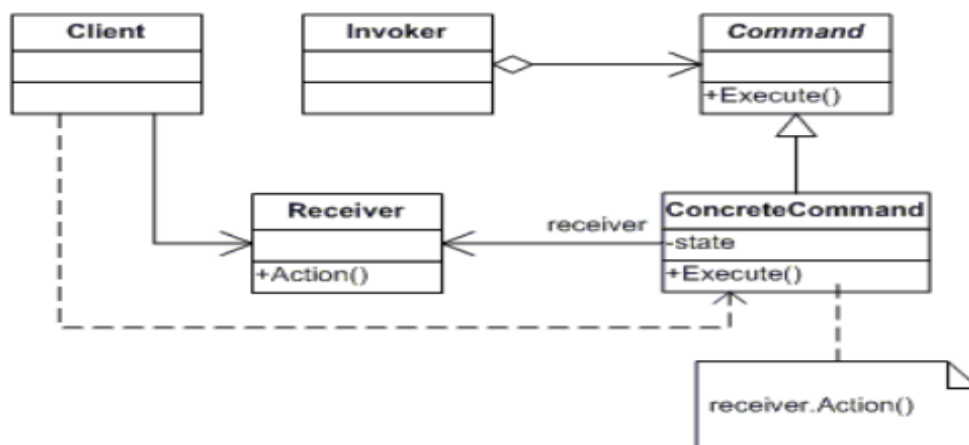 Client
Invoker
Command
+Execute()
Receiver
+Action()
receiver
ConcreteCommand
-state
+Execute()
receiver.Action()